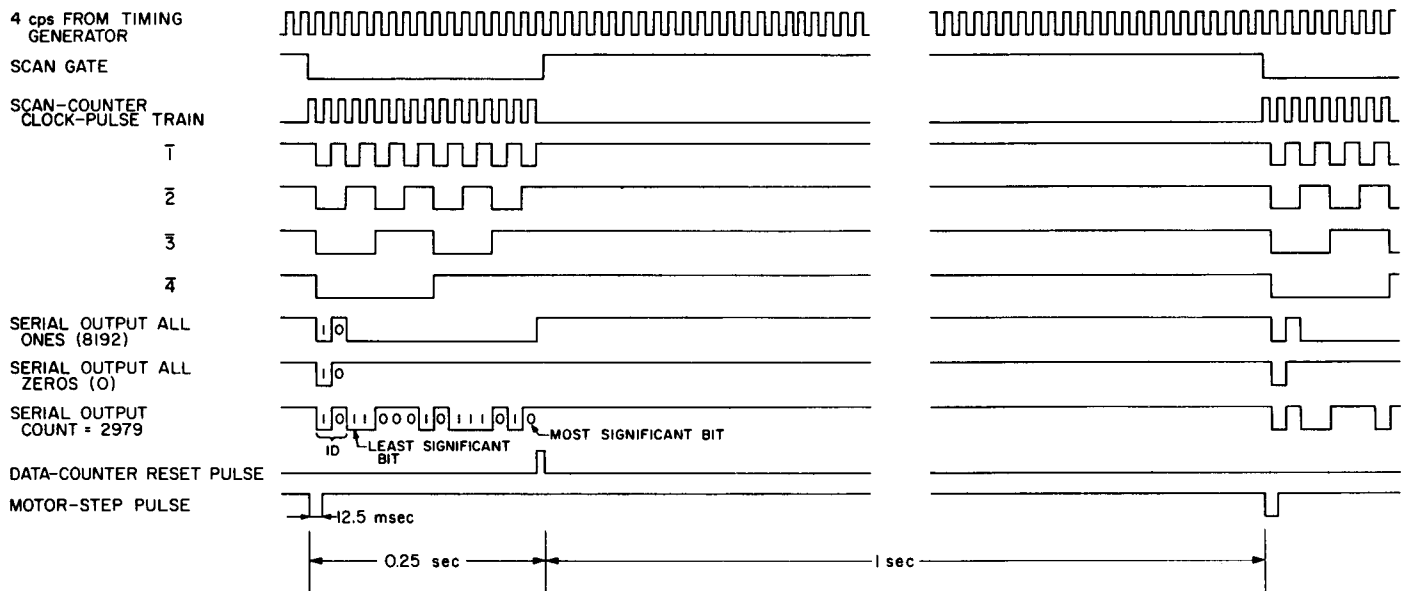 4 cps FROM TIMING
GENERATOR
SCAN GATE
SCAN-COUNTER
CLOCK-PULSE TRAIN
1̅
2̅
3̅
4̅
SERIAL OUTPUT ALL
ONES (8192)
1 0
SERIAL OUTPUT ALL
ZEROS (0)
1 0
SERIAL OUTPUT
COUNT = 2979
1 0 1 1 0 0 0 1 0 1 1 1 0 1 0
ID
LEAST SIGNIFICANT
BIT
MOST SIGNIFICANT BIT
DATA-COUNTER RESET PULSE
MOTOR-STEP PULSE
12.5 msec
0.25 sec
1 sec